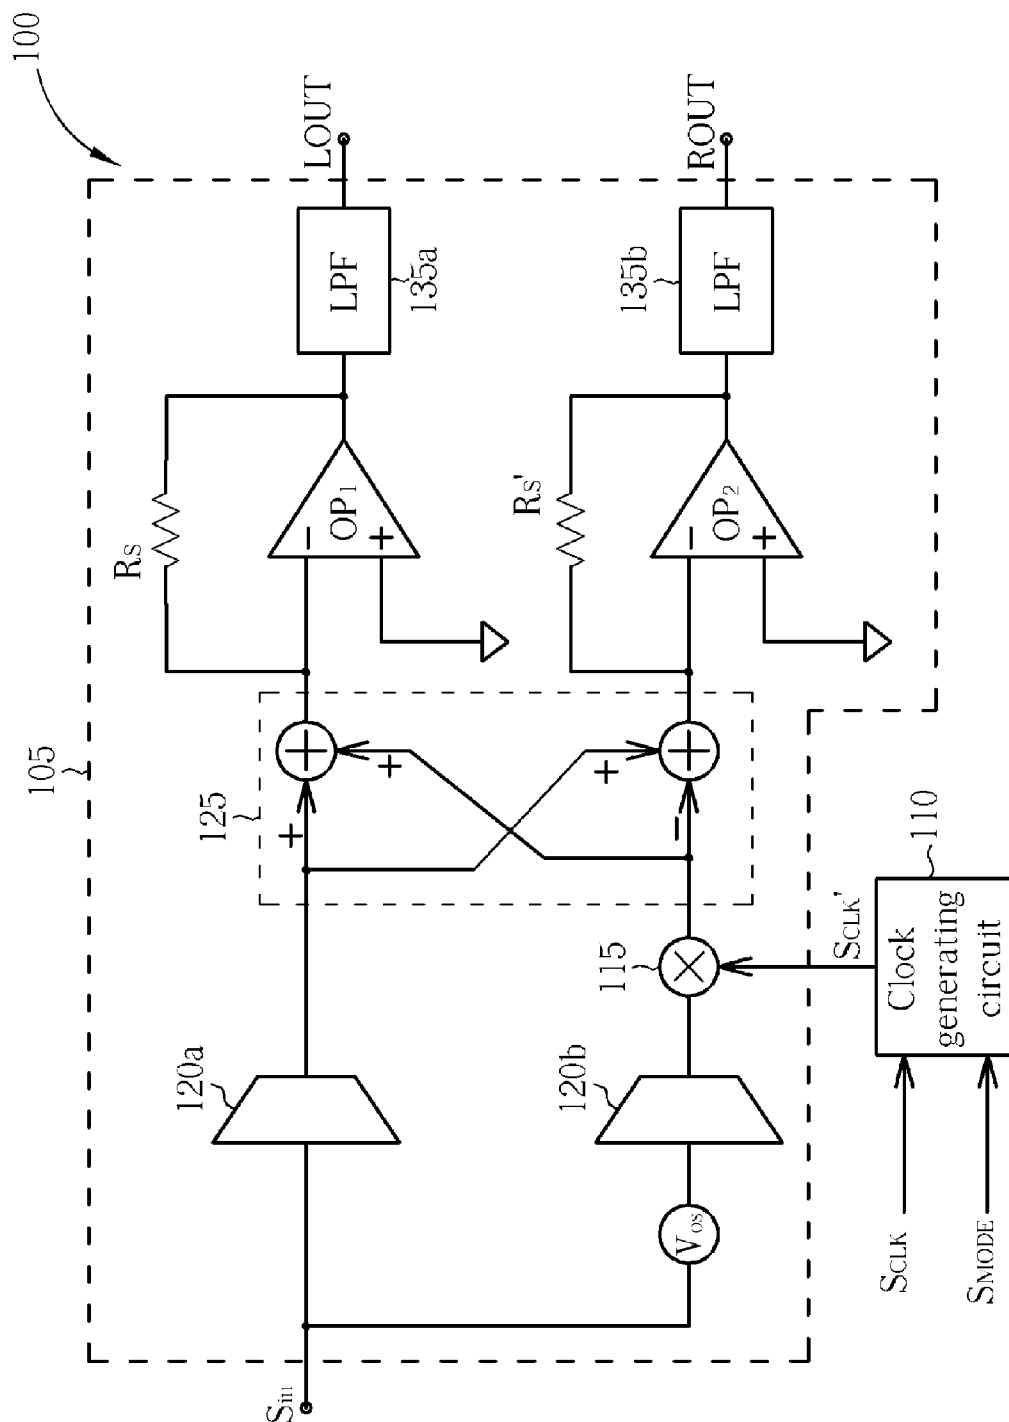 100
105
LOUT
LPF
135a
Rs
OP1
−
+
125
+
+
120a
Sin
ROUT
LPF
135b
Rs'
OP2
−
+
+
−
115
120b
Vos
SCLK'
110
Clock
generating
circuit
SCLK
SMODE